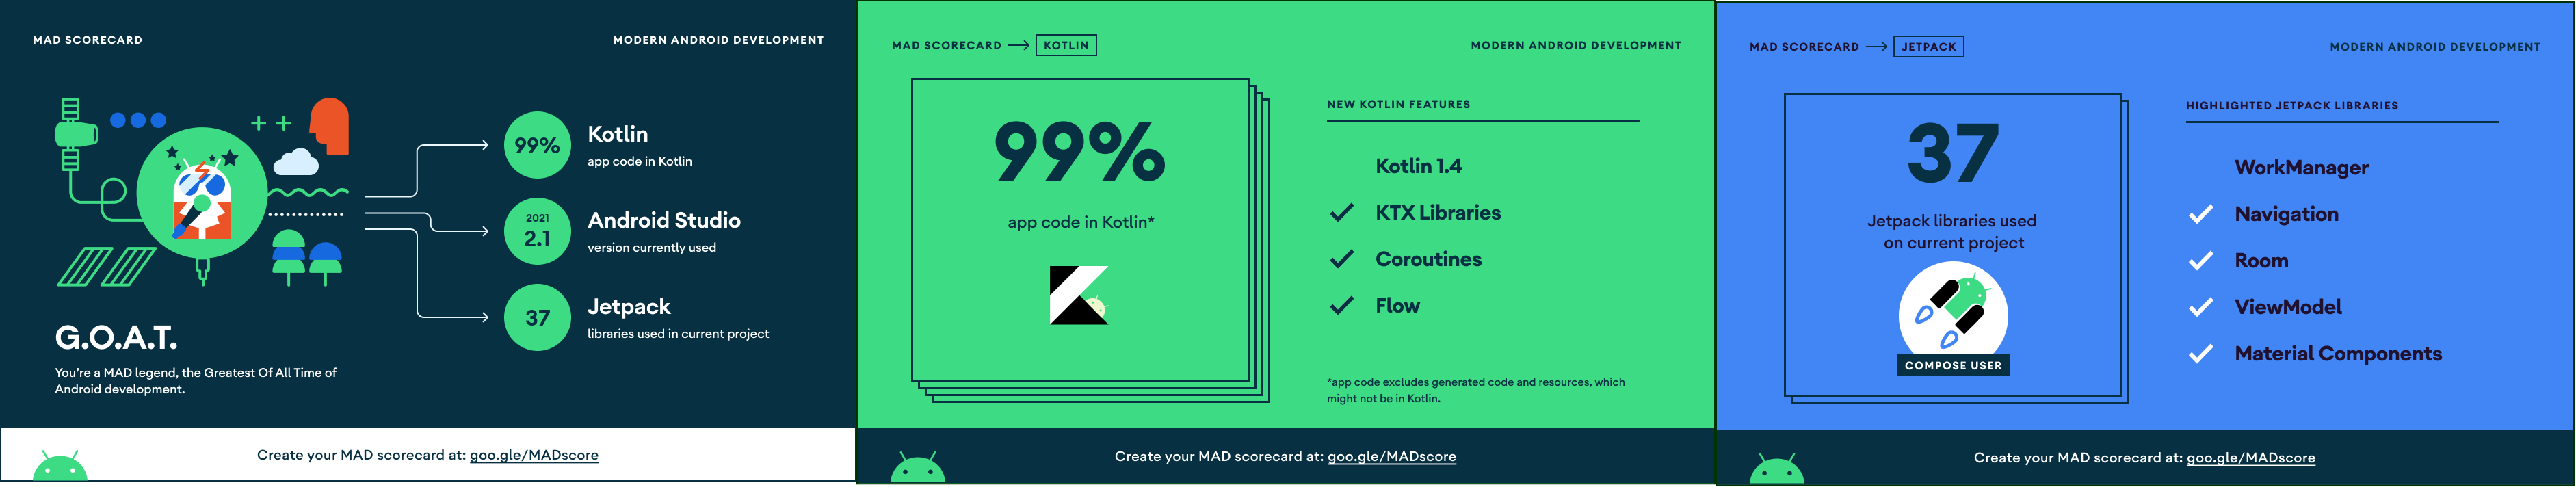 MAD SCORECARD
MODERN ANDROID DEVELOPMENT
99%
Kotlin
app code in Kotlin
2021
2.1
Android Studio
version currently used
37
Jetpack
libraries used in current project
G.O.A.T.
You're a MAD legend, the Greatest Of All Time of
Android development.
Create your MAD scorecard at: goo.gle/MADscore
MAD SCORECARD → KOTLIN
MODERN ANDROID DEVELOPMENT
99%
app code in Kotlin*
NEW KOTLIN FEATURES
Kotlin 1.4
KTX Libraries
Coroutines
Flow
*app code excludes generated code and resources, which
might not be in Kotlin.
Create your MAD scorecard at: goo.gle/MADscore
MAD SCORECARD → JETPACK
MODERN ANDROID DEVELOPMENT
37
Jetpack libraries used
on current project
COMPOSE USER
HIGHLIGHTED JETPACK LIBRARIES
WorkManager
Navigation
Room
ViewModel
Material Components
Create your MAD scorecard at: goo.gle/MADscore